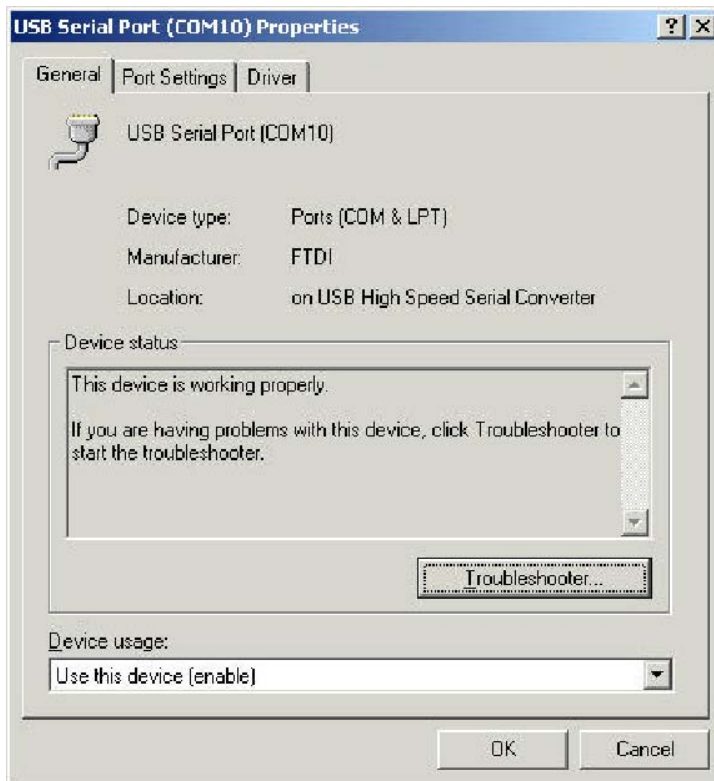 USB Serial Port (COM10) Properties
General Port Settings Driver
USB Serial Port (COM10)
Device type: Ports (COM & LPT)
Manufacturer: FTDI
Location: on USB High Speed Serial Converter
Device status
This device is working properly.
If you are having problems with this device, click Troubleshooter to
start the troubleshooter.
Troubleshooter...
Device usage:
Use this device (enable)
OK Cancel